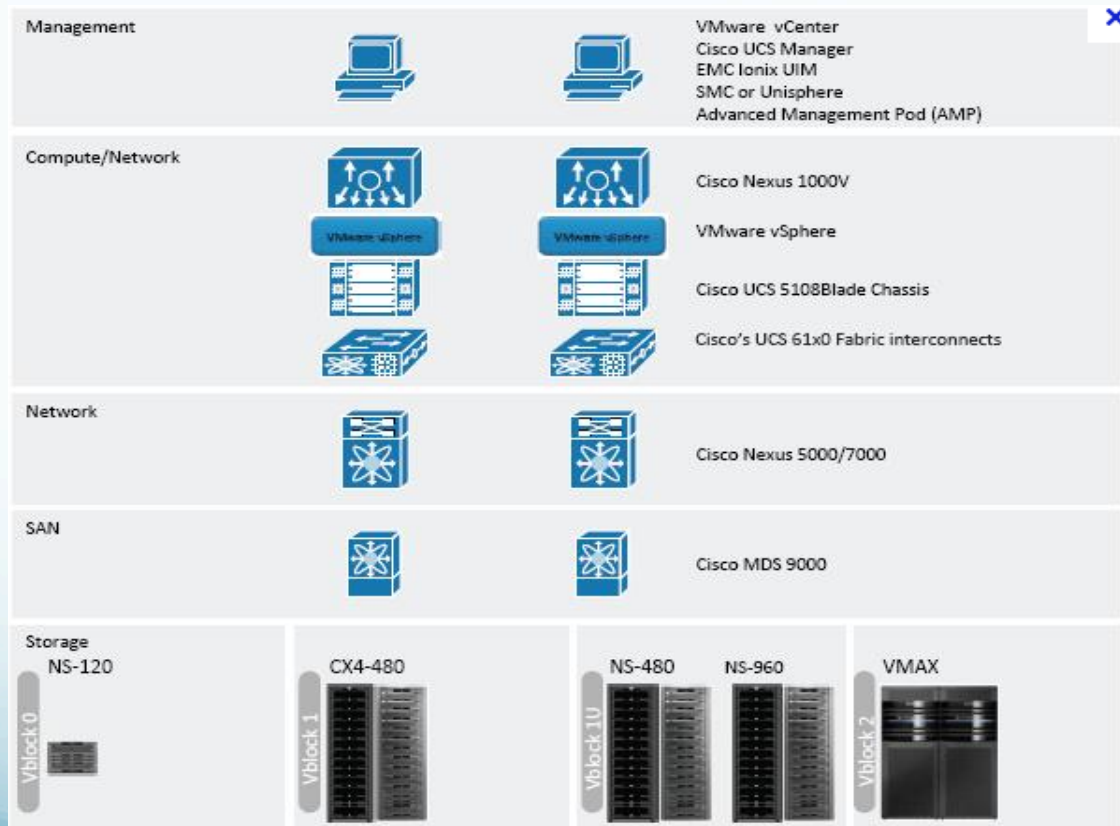 Management
VMware vCenter
Cisco UCS Manager
EMC Ionix UIM
SMC or Unisphere
Advanced Management Pod (AMP)
Compute/Network
Cisco Nexus 1000V
VMware vSphere
VMware vSphere
VMware vSphere
Cisco UCS 5108Blade Chassis
Cisco's UCS 61x0 Fabric interconnects
Network
Cisco Nexus 5000/7000
SAN
Cisco MDS 9000
Storage
NS-120
CX4-480
NS-480
NS-960
VMAX
Vblock 0
Vblock 1
Vblock 1U
Vblock 2